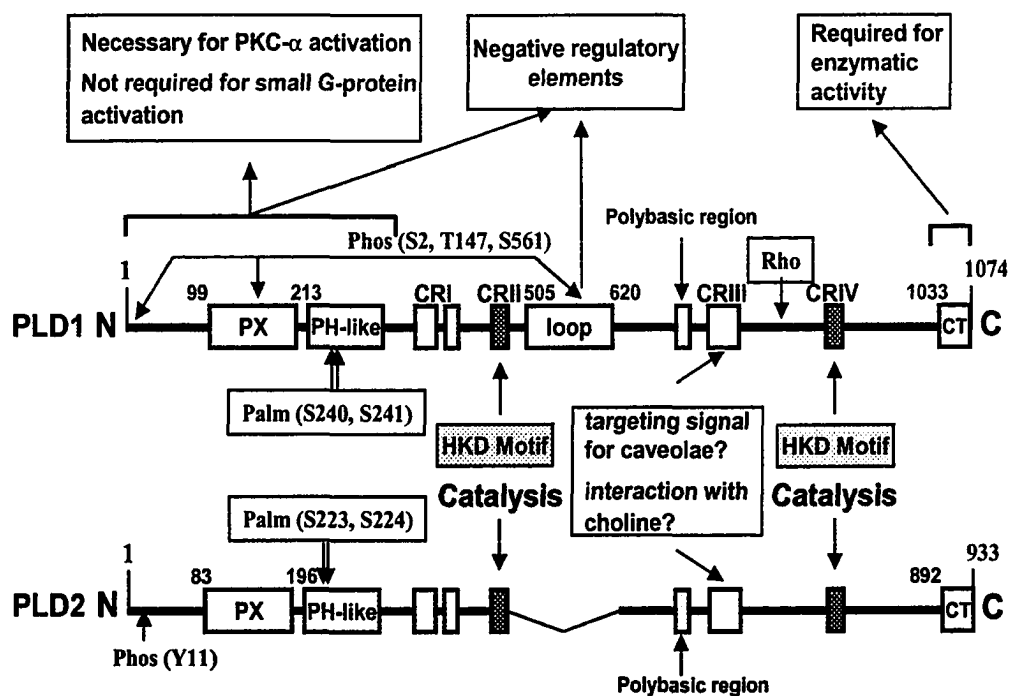 Necessary for PKC-α activation
Not required for small G-protein
activation
Negative regulatory
elements
Required for
enzymatic
activity
Polybasic region
Phos (S2, T147, S561)
Rho
1
1074
99
213
CRI
CRII
505
620
CRIII
CRIV
1033
PLD1 N
PX
PH-like
loop
CT
C
Palm (S240, S241)
HKD Motif
Catalysis
targeting signal
for caveolae?
interaction with
choline?
HKD Motif
Catalysis
Palm (S223, S224)
1
933
83
196
892
PLD2 N
PX
PH-like
CT
C
Phos (Y11)
Polybasic region